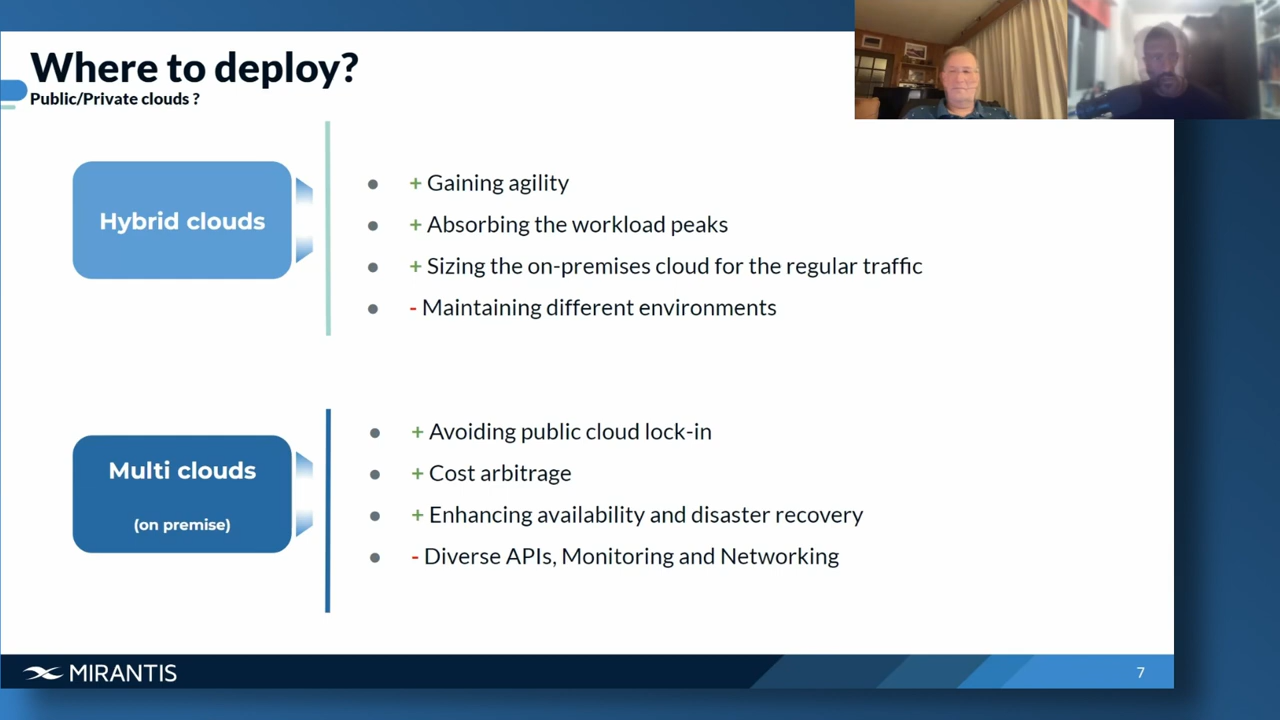 Where to deploy?
Public/Private clouds ?
Hybrid clouds
+ Gaining agility
+ Absorbing the workload peaks
+ Sizing the on-premises cloud for the regular traffic
- Maintaining different environments
Multi clouds
(on premise)
+ Avoiding public cloud lock-in
+ Cost arbitrage
+ Enhancing availability and disaster recovery
- Diverse APIs, Monitoring and Networking
MIRANTIS
7